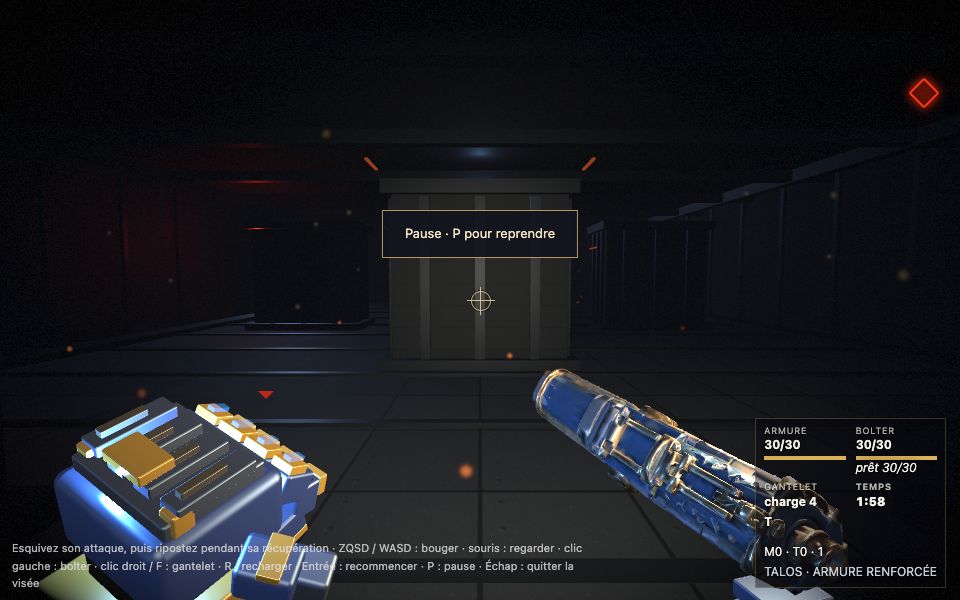 Pause · P pour reprendre
ARMURE
30/30
BOLTER
30/30
prêt 30/30
GANTELET
charge 4
T
TEMPS
1:58
M0 · T0 · 1
TALOS · ARMURE RENFORCÉE
Esquivez son attaque, puis ripostez pendant sa récupération · ZQSD / WASD : bouger · souris : regarder · clic
gauche : bolter · clic droit / F : gantelet · R : recharger · Entrée : recommencer · P : pause · Échap : quitter la
visée